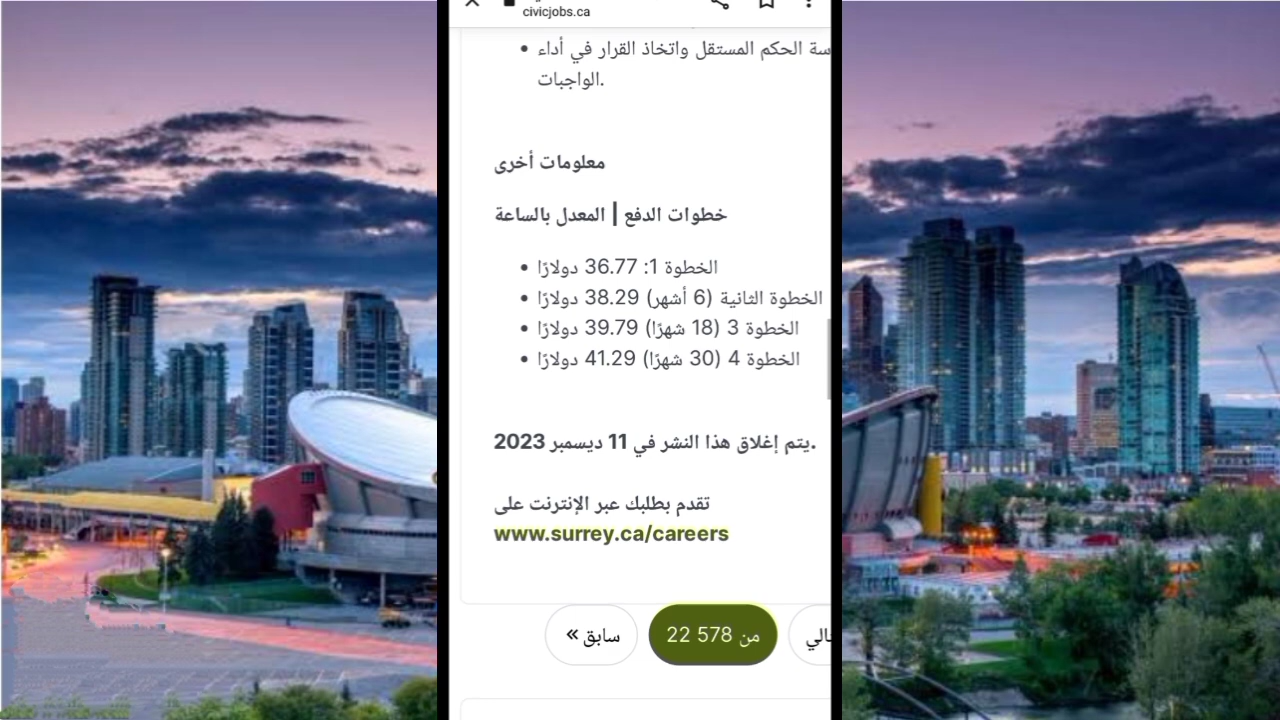 civicjobs.ca
سة الحكم المستقل واتخاذ القرار في أداء
الواجبات.
معلومات أخرى
خطوات الدفع | المعدل بالساعة
الخطوة 1: 36.77 دولارًا
الخطوة الثانية (6 أشهر) 38.29 دولارًا
الخطوة 3 (18 شهرًا) 39.79 دولارًا
الخطوة 4 (30 شهرًا) 41.29 دولارًا
يتم إغلاق هذا النشر في 11 ديسمبر 2023.
تقدم بطلبك عبر الإنترنت على
www.surrey.ca/careers
« سابق
22 من 578
تالي